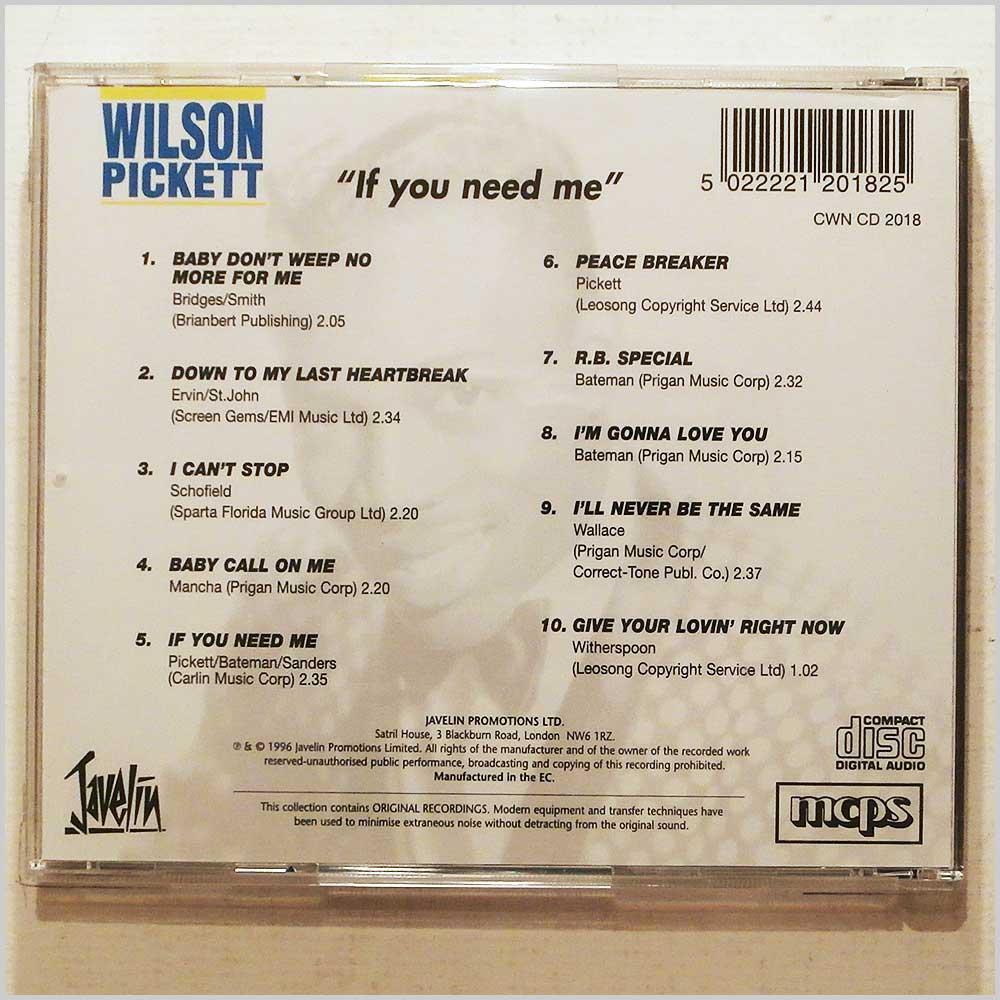 WILSON
PICKETT
"If you need me"
5 022221 201825
CWN CD 2018
1. BABY DON'T WEEP NO
MORE FOR ME
Bridges/Smith
(Brianbert Publishing) 2.05
2. DOWN TO MY LAST HEARTBREAK
Ervin/St.John
(Screen Gems/EMI Music Ltd) 2.34
3. I CAN'T STOP
Schofield
(Sparta Florida Music Group Ltd) 2.20
4. BABY CALL ON ME
Mancha (Prigan Music Corp) 2.20
5. IF YOU NEED ME
Pickett/Bateman/Sanders
(Carlin Music Corp) 2.35
6. PEACE BREAKER
Pickett
(Leosong Copyright Service Ltd) 2.44
7. R.B. SPECIAL
Bateman (Prigan Music Corp) 2.32
8. I'M GONNA LOVE YOU
Bateman (Prigan Music Corp) 2.15
9. I'LL NEVER BE THE SAME
Wallace
(Prigan Music Corp/
Correct-Tone Publ. Co.) 2.37
10. GIVE YOUR LOVIN' RIGHT NOW
Witherspoon
(Leosong Copyright Service Ltd) 1.02
JAVELIN PROMOTIONS LTD.
Satril House, 3 Blackburn Road, London NW6 1RZ.
℗ & © 1996 Javelin Promotions Limited. All rights of the manufacturer and of the owner of the recorded work
reserved-unauthorised public performance, broadcasting and copying of this recording prohibited.
Manufactured in the EC.
This collection contains ORIGINAL RECORDINGS. Modern equipment and transfer techniques have
been used to minimise extraneous noise without detracting from the original sound.
Javelin
COMPACT
disc
DIGITAL AUDIO
mcps